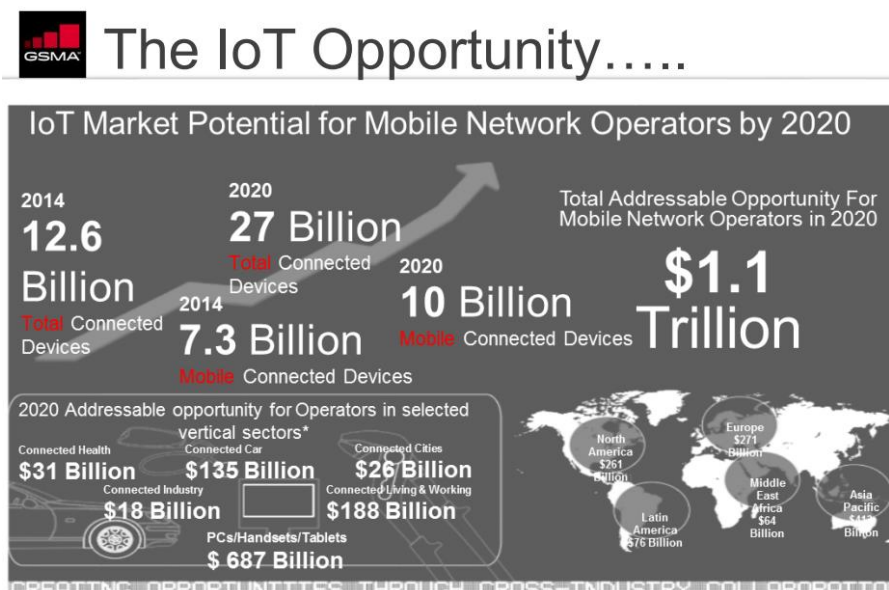 GSMA
The IoT Opportunity.....
IoT Market Potential for Mobile Network Operators by 2020
2014
12.6
Billion
Total Connected
Devices
2020
27 Billion
Total Connected
Devices
2014
7.3 Billion
Mobile Connected Devices
2020
10 Billion
Mobile Connected Devices
Total Addressable Opportunity For
Mobile Network Operators in 2020
$1.1
Trillion
2020 Addressable opportunity for Operators in selected
vertical sectors*
Connected Health
$31 Billion
Connected Car
$135 Billion
Connected Cities
$26 Billion
Connected Industry
$18 Billion
Connected Living & Working
$188 Billion
PCs/Handsets/Tablets
$ 687 Billion
North
America
$261
Billion
Europe
$271
Billion
Latin
America
$76 Billion
Middle
East
Africa
$64
Billion
Asia
Pacific
Billion
CREATING OPPORTUNITIES THROUGH CROSS-INDUSTRY